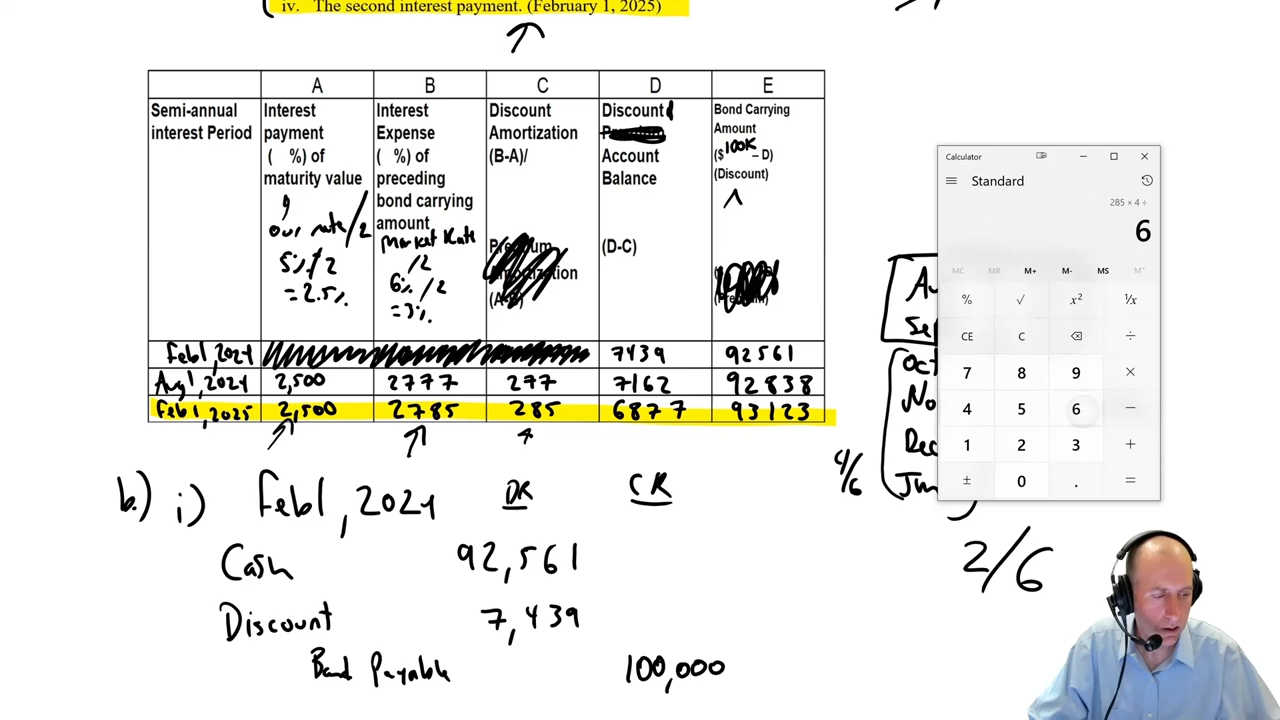 iv. The second interest payment. (February 1, 2025)
A B C D E
Semi-annual interest Period
Interest payment ( %) of maturity value
our rate/2
5%/2
= 2.5%
Interest Expense ( %) of preceding bond carrying amount
Market Rate
/2
6% /2
= 3%
Discount Amortization (B-A)/
Discount
Account Balance
(D-C)
Bond Carrying Amount ($100K – D) (Discount)
Feb 1, 2024 7439 92561
Aug 1, 2024 2,500 2777 277 7162 92838
Feb 1, 2025 2,500 2785 285 6877 93123
b.) i) Feb 1, 2024 DR CR
Cash 92,561
Discount 7,439
Bond Payable 100,000
4/6
2/6
Calculator
Standard
285 × 4 ÷
6
MC MR M+ M- MS
% √ x² ¹/x
CE C ÷
7 8 9 ×
4 5 6 −
1 2 3 +
± 0 . =